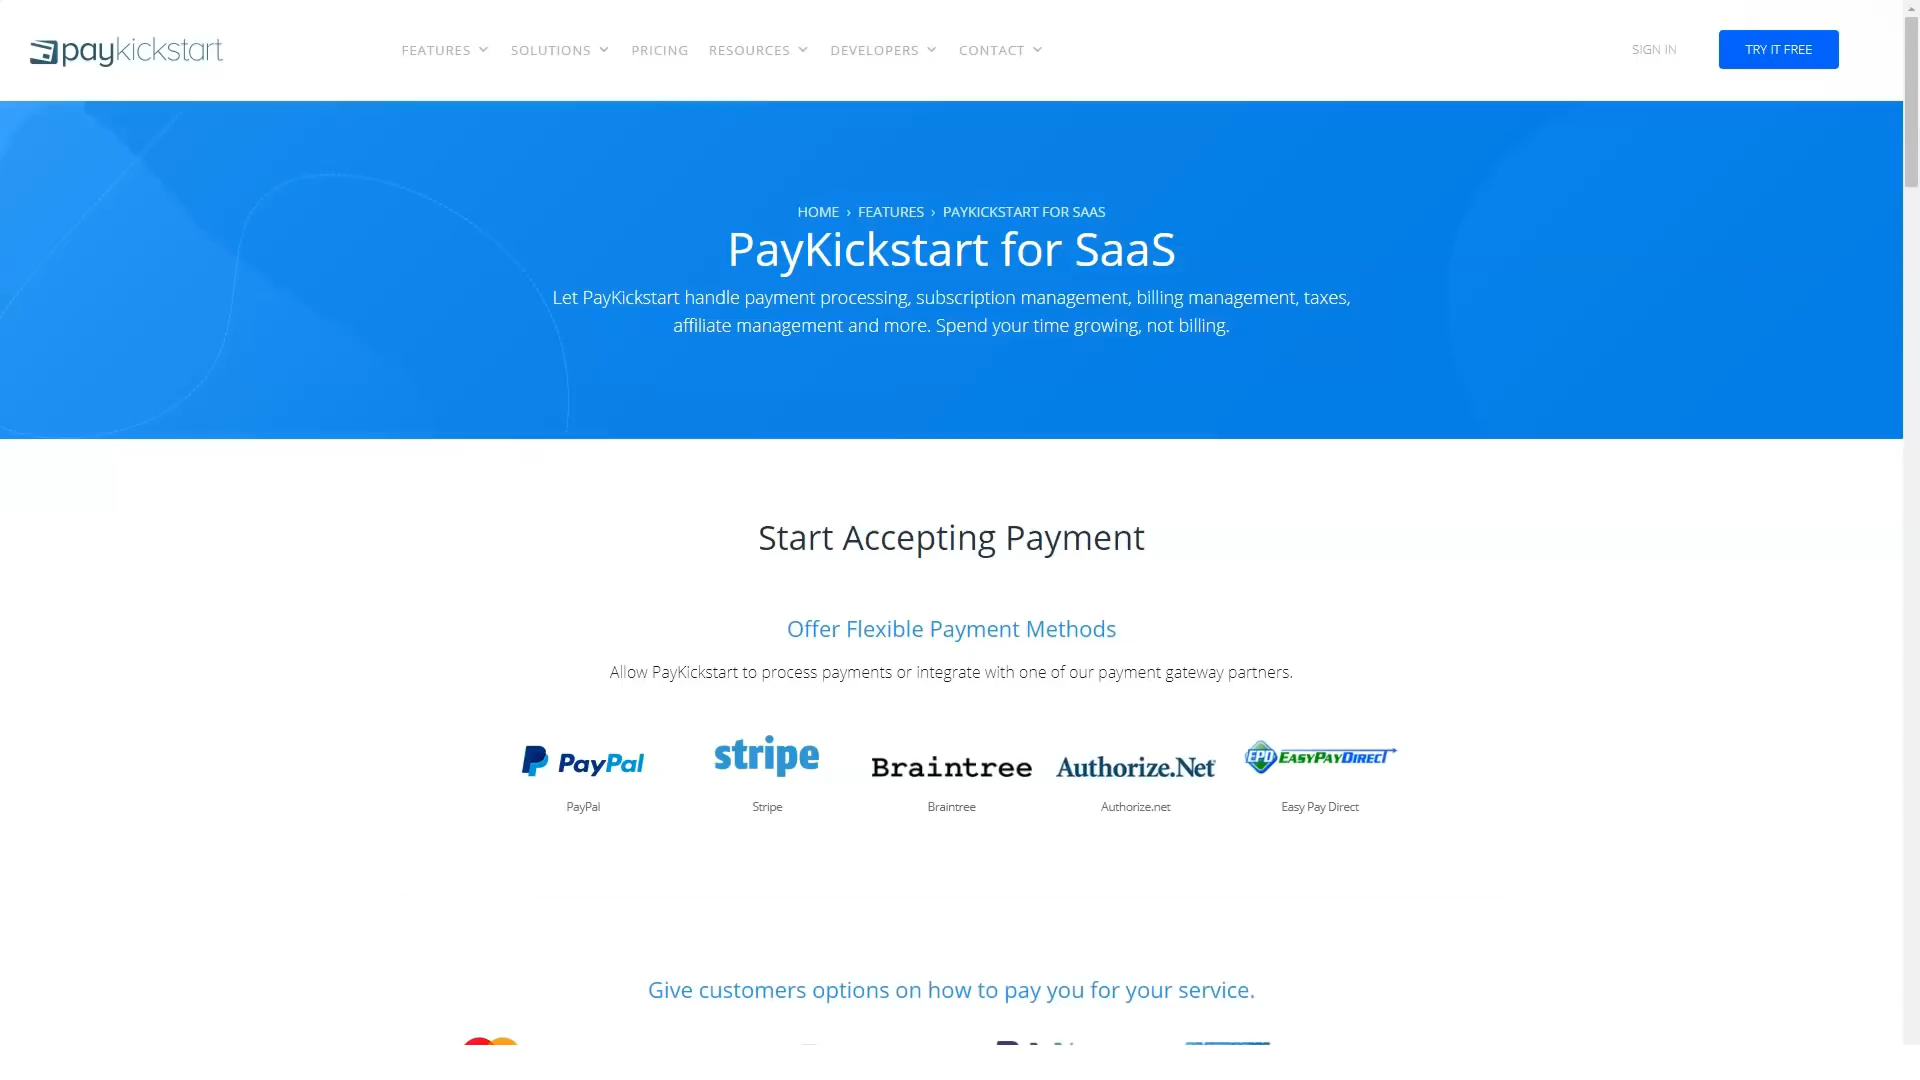 paykickstart
FEATURES SOLUTIONS PRICING RESOURCES DEVELOPERS CONTACT SIGN IN TRY IT FREE
HOME › FEATURES › PAYKICKSTART FOR SAAS
PayKickstart for SaaS
Let PayKickstart handle payment processing, subscription management, billing management, taxes,
affiliate management and more. Spend your time growing, not billing.
Start Accepting Payment
Offer Flexible Payment Methods
Allow PayKickstart to process payments or integrate with one of our payment gateway partners.
PayPal stripe Braintree Authorize.Net EPD EASYPAYDIRECT
PayPal Stripe Braintree Authorize.net Easy Pay Direct
Give customers options on how to pay you for your service.